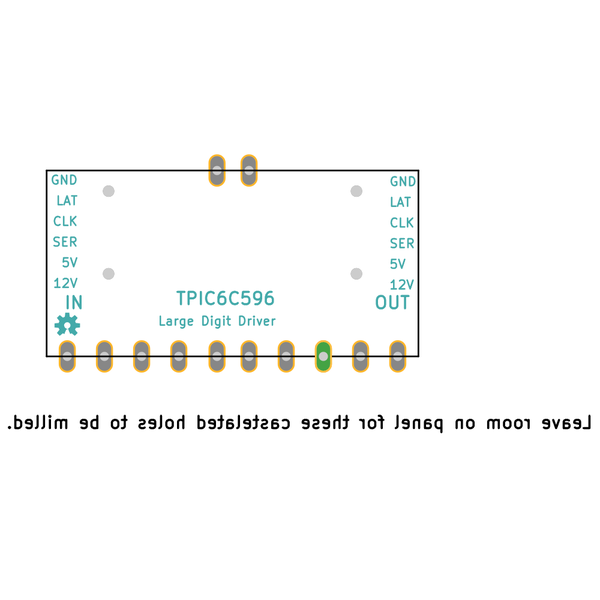 GND
LAT
CLK
SER
5V
12V
IN
GND
LAT
CLK
SER
5V
12V
OUT
TPIC6C596
Large Digit Driver
Leave room on panel for these castelated holes to be milled.